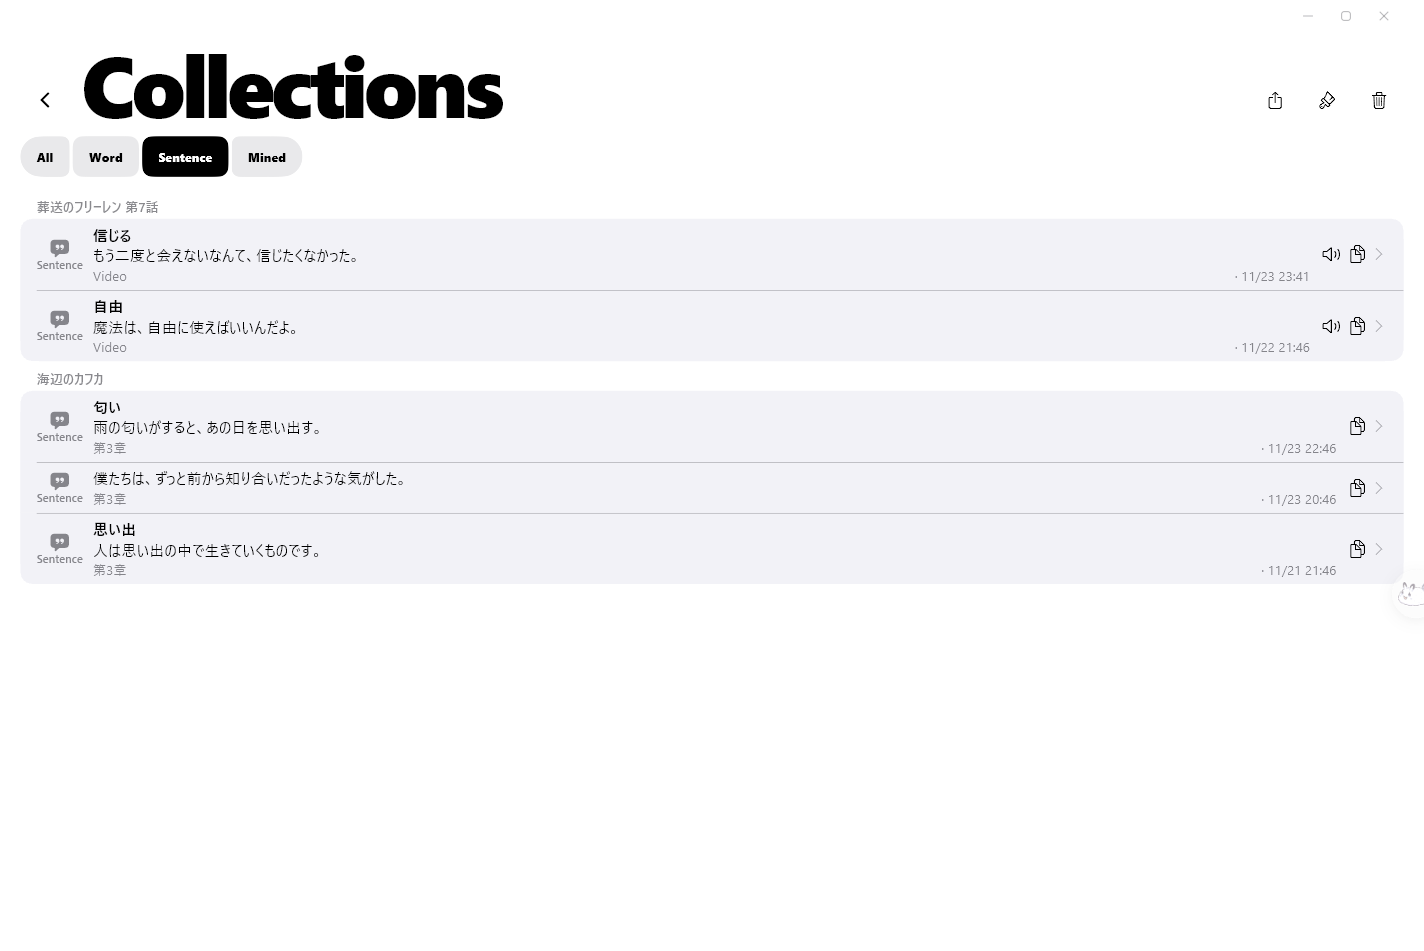 Collections
All
Word
Sentence
Mined
葬送のフリーレン 第7話
信じる
もう二度と会えないなんて、信じたくなかった。
Sentence
Video
· 11/23 23:41
自由
魔法は、自由に使えばいいんだよ。
Sentence
Video
· 11/22 21:46
海辺のカフカ
匂い
雨の匂いがすると、あの日を思い出す。
Sentence
第3章
· 11/23 22:46
僕たちは、ずっと前から知り合いだったような気がした。
Sentence
第3章
· 11/23 20:46
思い出
人は思い出の中で生きていくものです。
Sentence
第3章
· 11/21 21:46